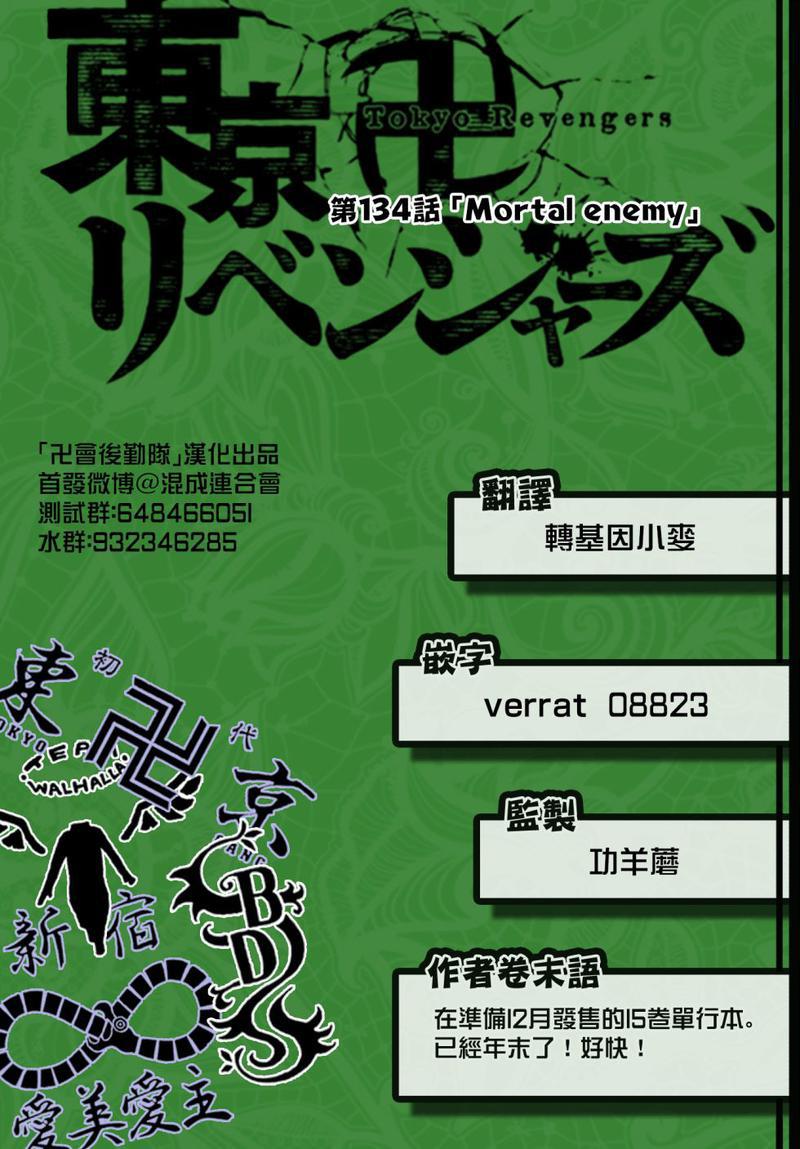 東京卍
Tokyo Revengers
第134話「Mortal enemy」
リベンジャーズ
「卍會後勤隊」漢化出品
首發微博@混成連合會
測試群:648466051
水群:932346285
翻譯
轉基因小麥
嵌字
verrat 08823
監製
功羊蘑
作者卷末語
在準備12月發售的15卷單行本。
已經年末了！好快！
東
初
卍
代
京
TOKYO
WALHALLA
BD
新宿
愛美愛主